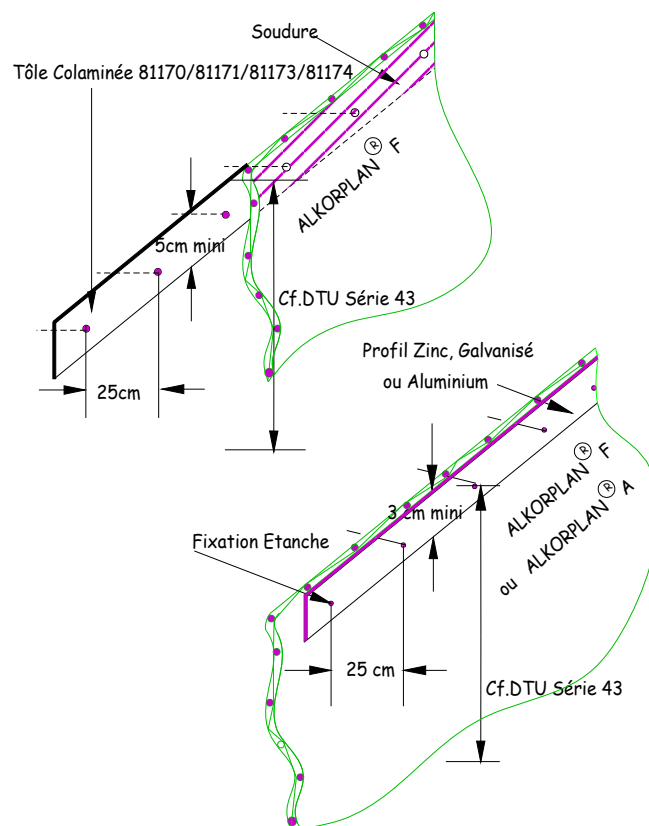 Soudure
Tôle Colaminée 81170/81171/81173/81174
ALKORPLAN® F
5cm mini
Cf.DTU Série 43
25cm
Profil Zinc, Galvanisé
ou Aluminium
ALKORPLAN® F
ou ALKORPLAN® A
3 cm mini
Fixation Etanche
25 cm
Cf.DTU Série 43